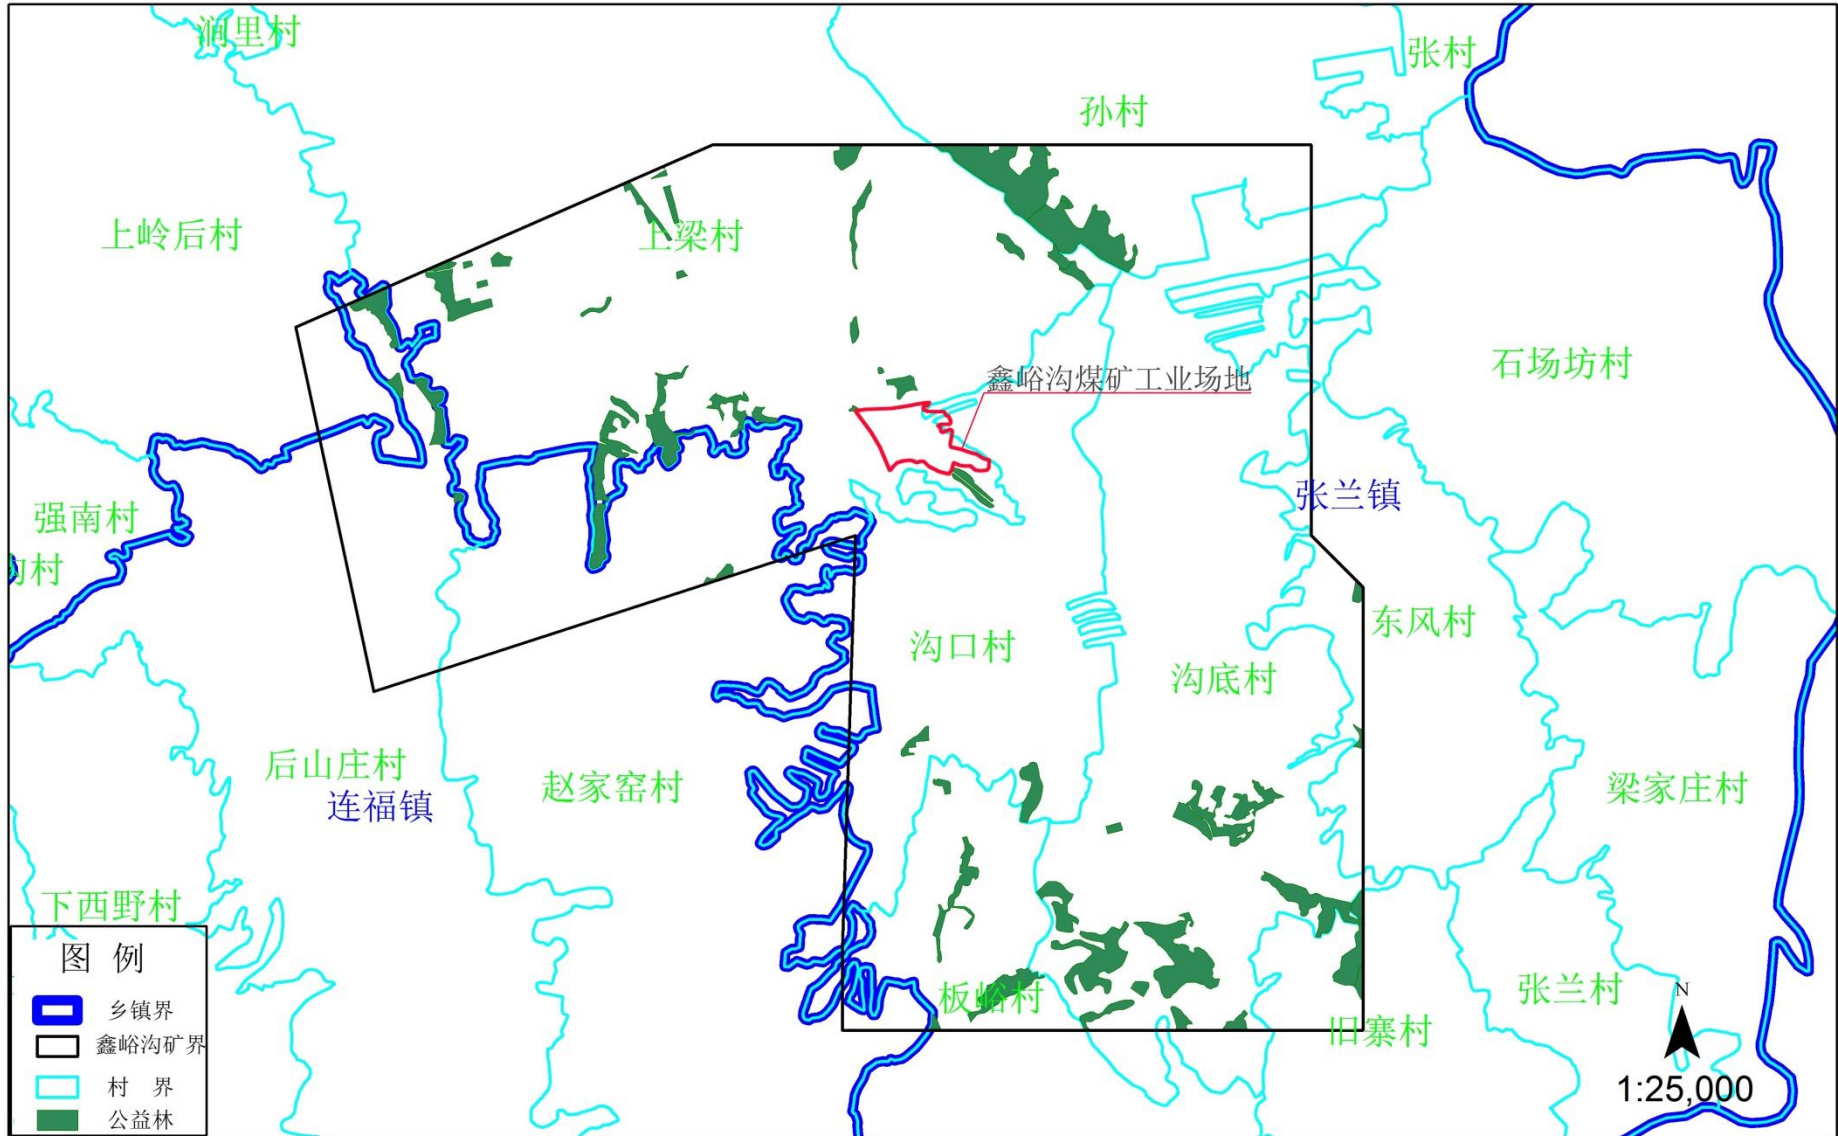 涧里村
张村
孙村
上岭后村
上梁村
石场坊村
鑫峪沟煤矿工业场地
张兰镇
强南村
村
东风村
沟口村
沟底村
后山庄村
赵家窑村
梁家庄村
连福镇
下西野村
图 例
乡镇界
鑫峪沟矿界
村 界
公益林
板峪村
张兰村
旧寨村
N
1:25,000